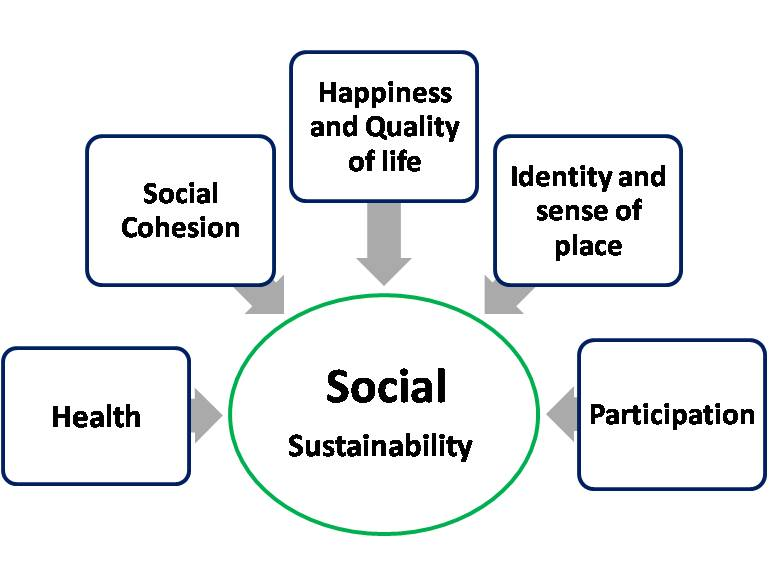 Happiness
and Quality
of life
Social
Cohesion
Identity and
sense of
place
Health
Social
Sustainability
Participation